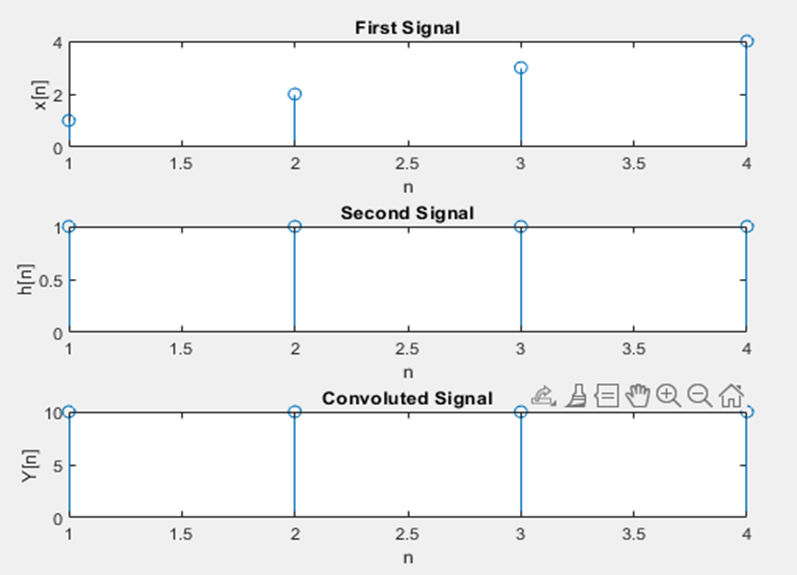 First Signal
4
2
0
x[n]
1 1.5 2 2.5 3 3.5 4
n
Second Signal
1
0.5
0
h[n]
1 1.5 2 2.5 3 3.5 4
n
Convoluted Signal
10
5
0
Y[n]
1 1.5 2 2.5 3 3.5 4
n